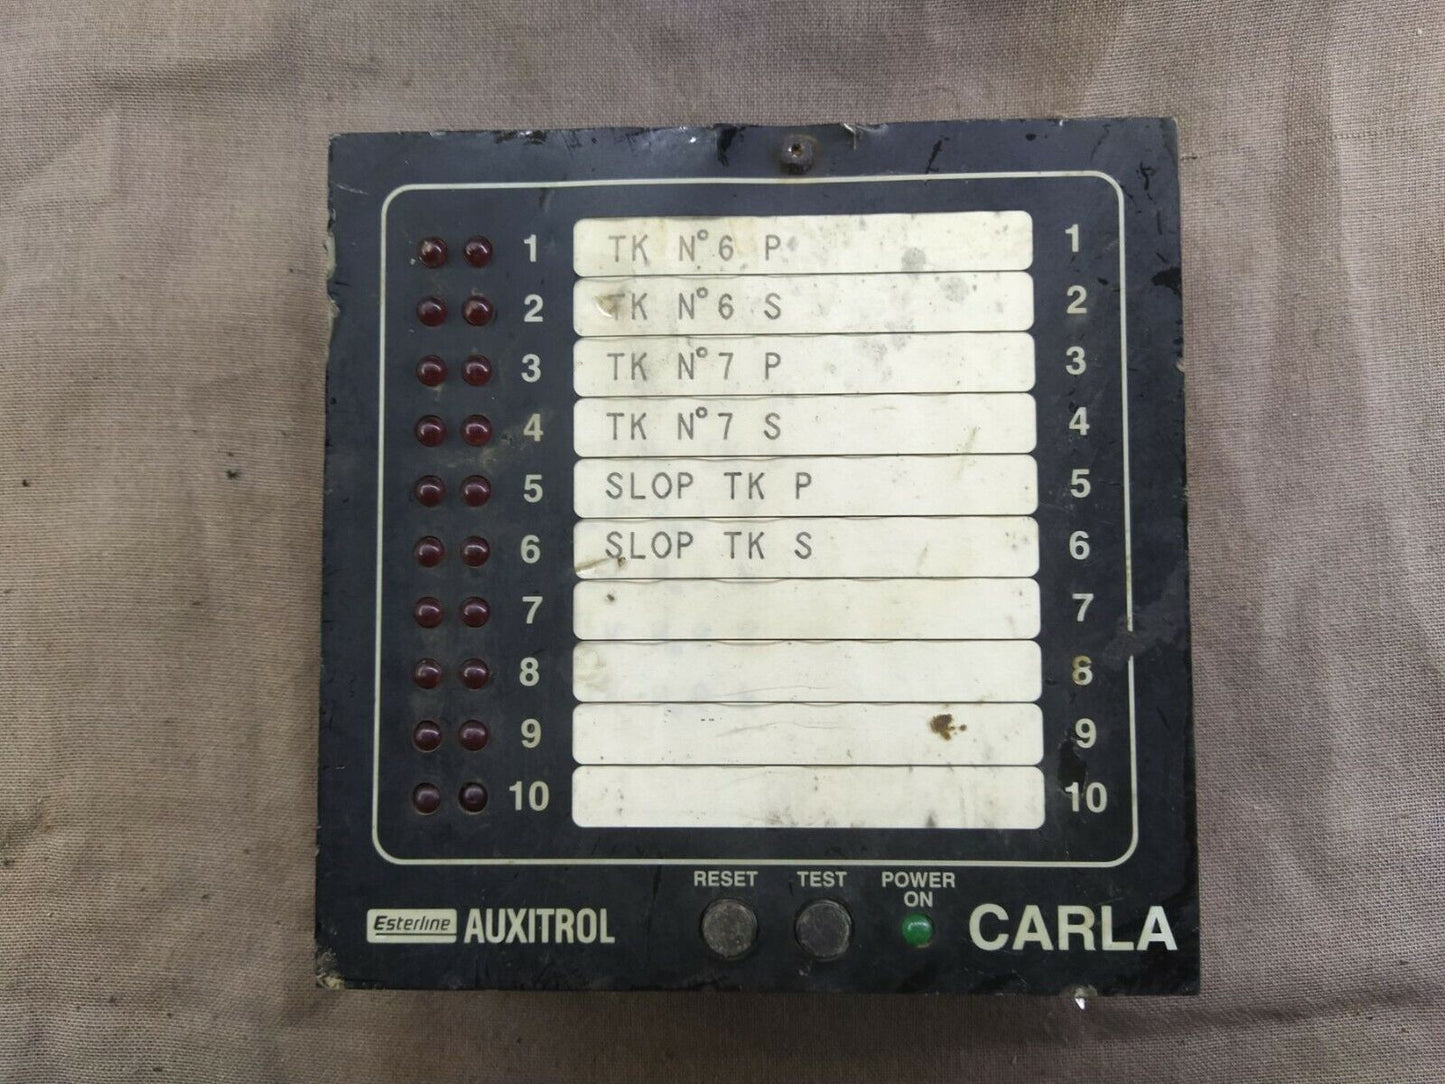 1 TK N°6 P 1
2 TK N°6 S 2
3 TK N°7 P 3
4 TK N°7 S 4
5 SLOP TK P 5
6 SLOP TK S 6
7 7
8 8
9 9
10 10
RESET TEST POWER
ON
Esterline AUXITROL CARLA